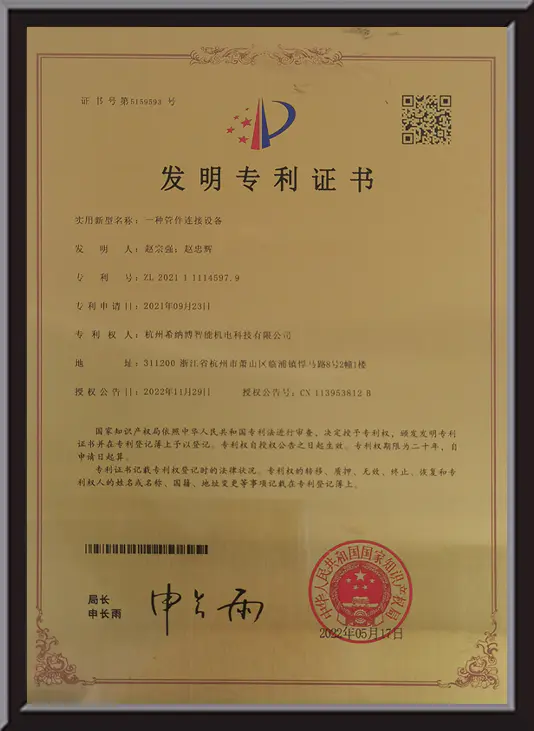 证书号第5159593 号
发明专利证书
实用新型名称：一种管件连接设备
发 明 人：赵宗强；赵忠辉
专 利 号：ZL 2021 1 1114597.9
专利申请日：2021年09月23日
专 利 权 人：杭州希纳博智能机电科技有限公司
地 址：311200 浙江省杭州市萧山区临浦镇悍马路8号2幢1楼
授权公告日：2022年11月29日 授权公告号：CN 113953812 B
国家知识产权局依照中华人民共和国专利法进行审查，决定授予专利权，颁发发明专利
证书并在专利登记簿上予以登记。专利权自授权公告之日起生效。专利权期限为二十年，自
申请日起算。
专利证书记载专利权登记时的法律状况。专利权的转移、质押、无效、终止、恢复和专
利权人的姓名或名称、国籍、地址变更等事项记载在专利登记簿上。
局长
申长雨
申长雨
中华人民共和国国家知识产权局
2022年05月17日